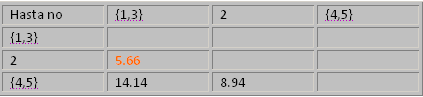 Hasta no {1,3} 2 {4,5}
{1,3}
2 5.66
{4,5} 14.14 8.94